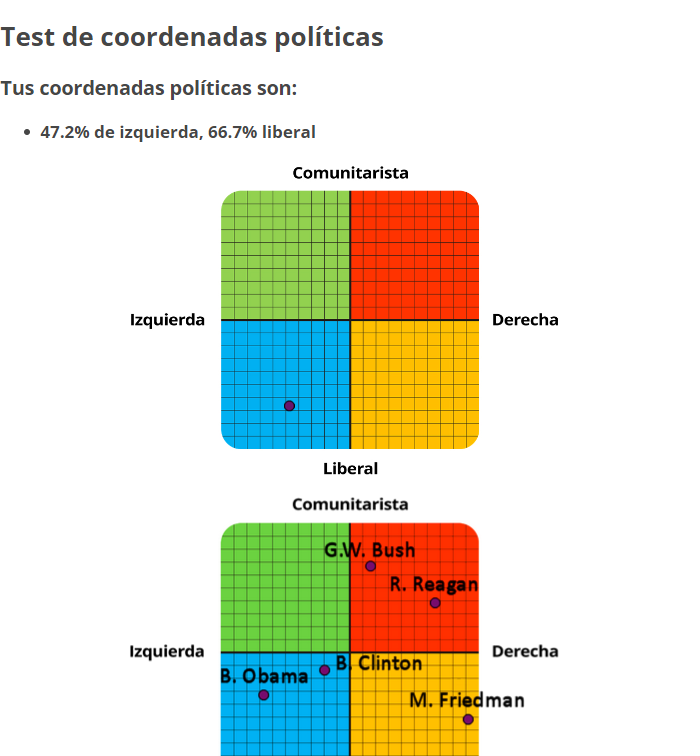 Test de coordenadas políticas
Tus coordenadas políticas son:
• 47.2% de izquierda, 66.7% liberal
Comunitarista
Izquierda
Derecha
Liberal
Comunitarista
G.W. Bush
R. Reagan
Izquierda
Derecha
B. Clinton
B. Obama
M. Friedman